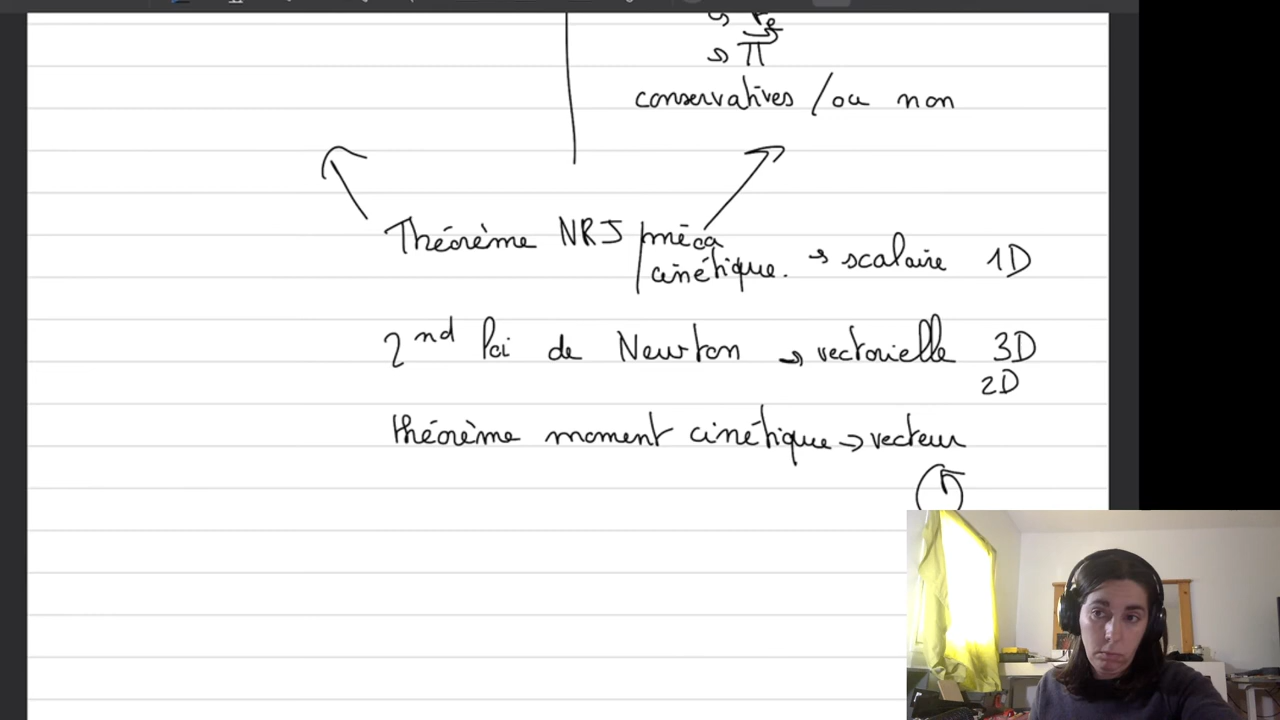 π
conservatives / ou non
Théorème NRJ méca
cinétique. → scalaire 1D
2nd loi de Newton → vectorielle 3D
2D
théorème moment cinétique → vecteur